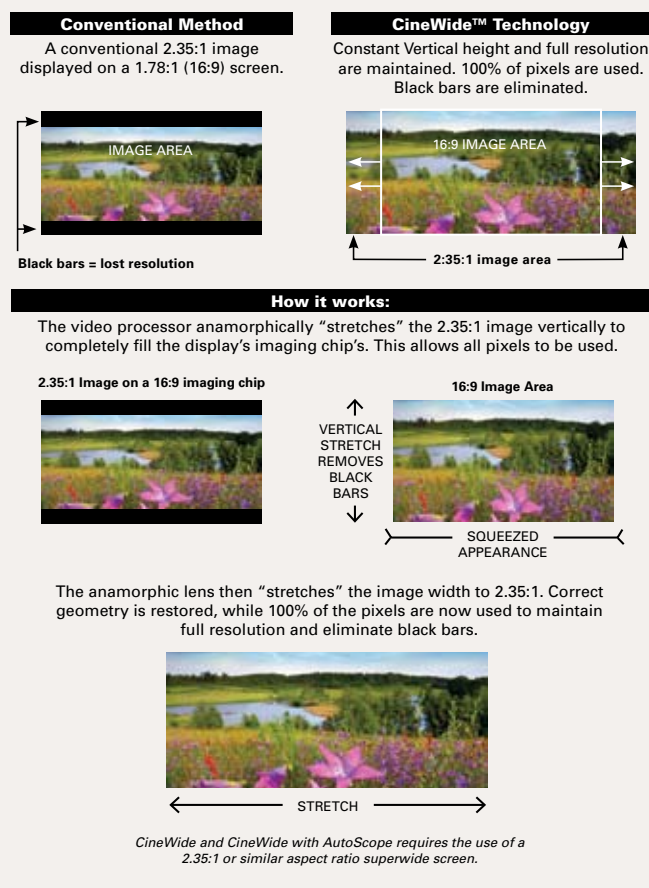 Conventional Method
A conventional 2.35:1 image
displayed on a 1.78:1 (16:9) screen.
IMAGE AREA
Black bars = lost resolution
CineWide™ Technology
Constant Vertical height and full resolution
are maintained. 100% of pixels are used.
Black bars are eliminated.
16:9 IMAGE AREA
2:35:1 image area
How it works:
The video processor anamorphically “stretches” the 2.35:1 image vertically to
completely fill the display’s imaging chip’s. This allows all pixels to be used.
2.35:1 Image on a 16:9 imaging chip
16:9 Image Area
VERTICAL
STRETCH
REMOVES
BLACK
BARS
SQUEEZED
APPEARANCE
The anamorphic lens then “stretches” the image width to 2.35:1. Correct
geometry is restored, while 100% of the pixels are now used to maintain
full resolution and eliminate black bars.
STRETCH
CineWide and CineWide with AutoScope requires the use of a
2.35:1 or similar aspect ratio superwide screen.